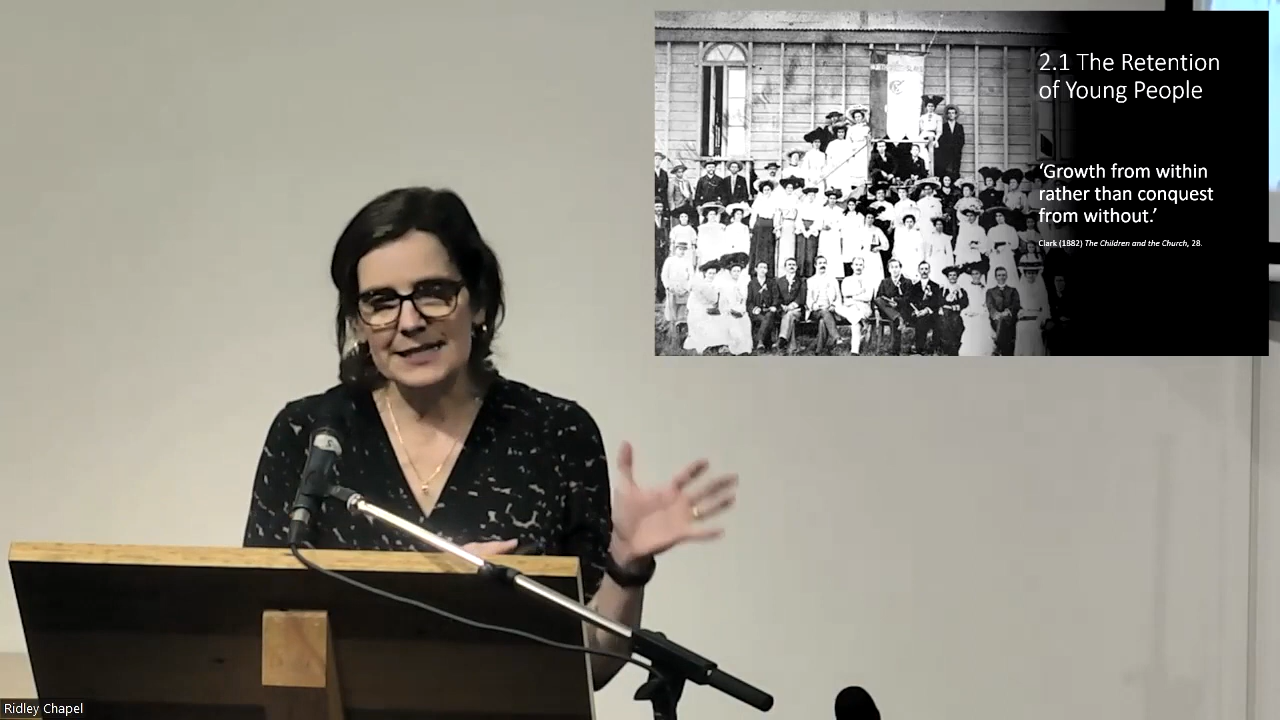 2.1 The Retention
of Young People
‘Growth from within
rather than conquest
from without.’
Clark (1882) The Children and the Church, 28.
Ridley Chapel